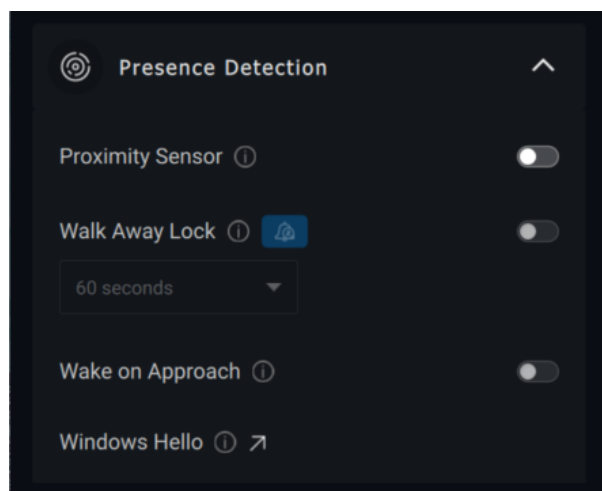 Presence Detection
Proximity Sensor
Walk Away Lock
60 seconds
Wake on Approach
Windows Hello